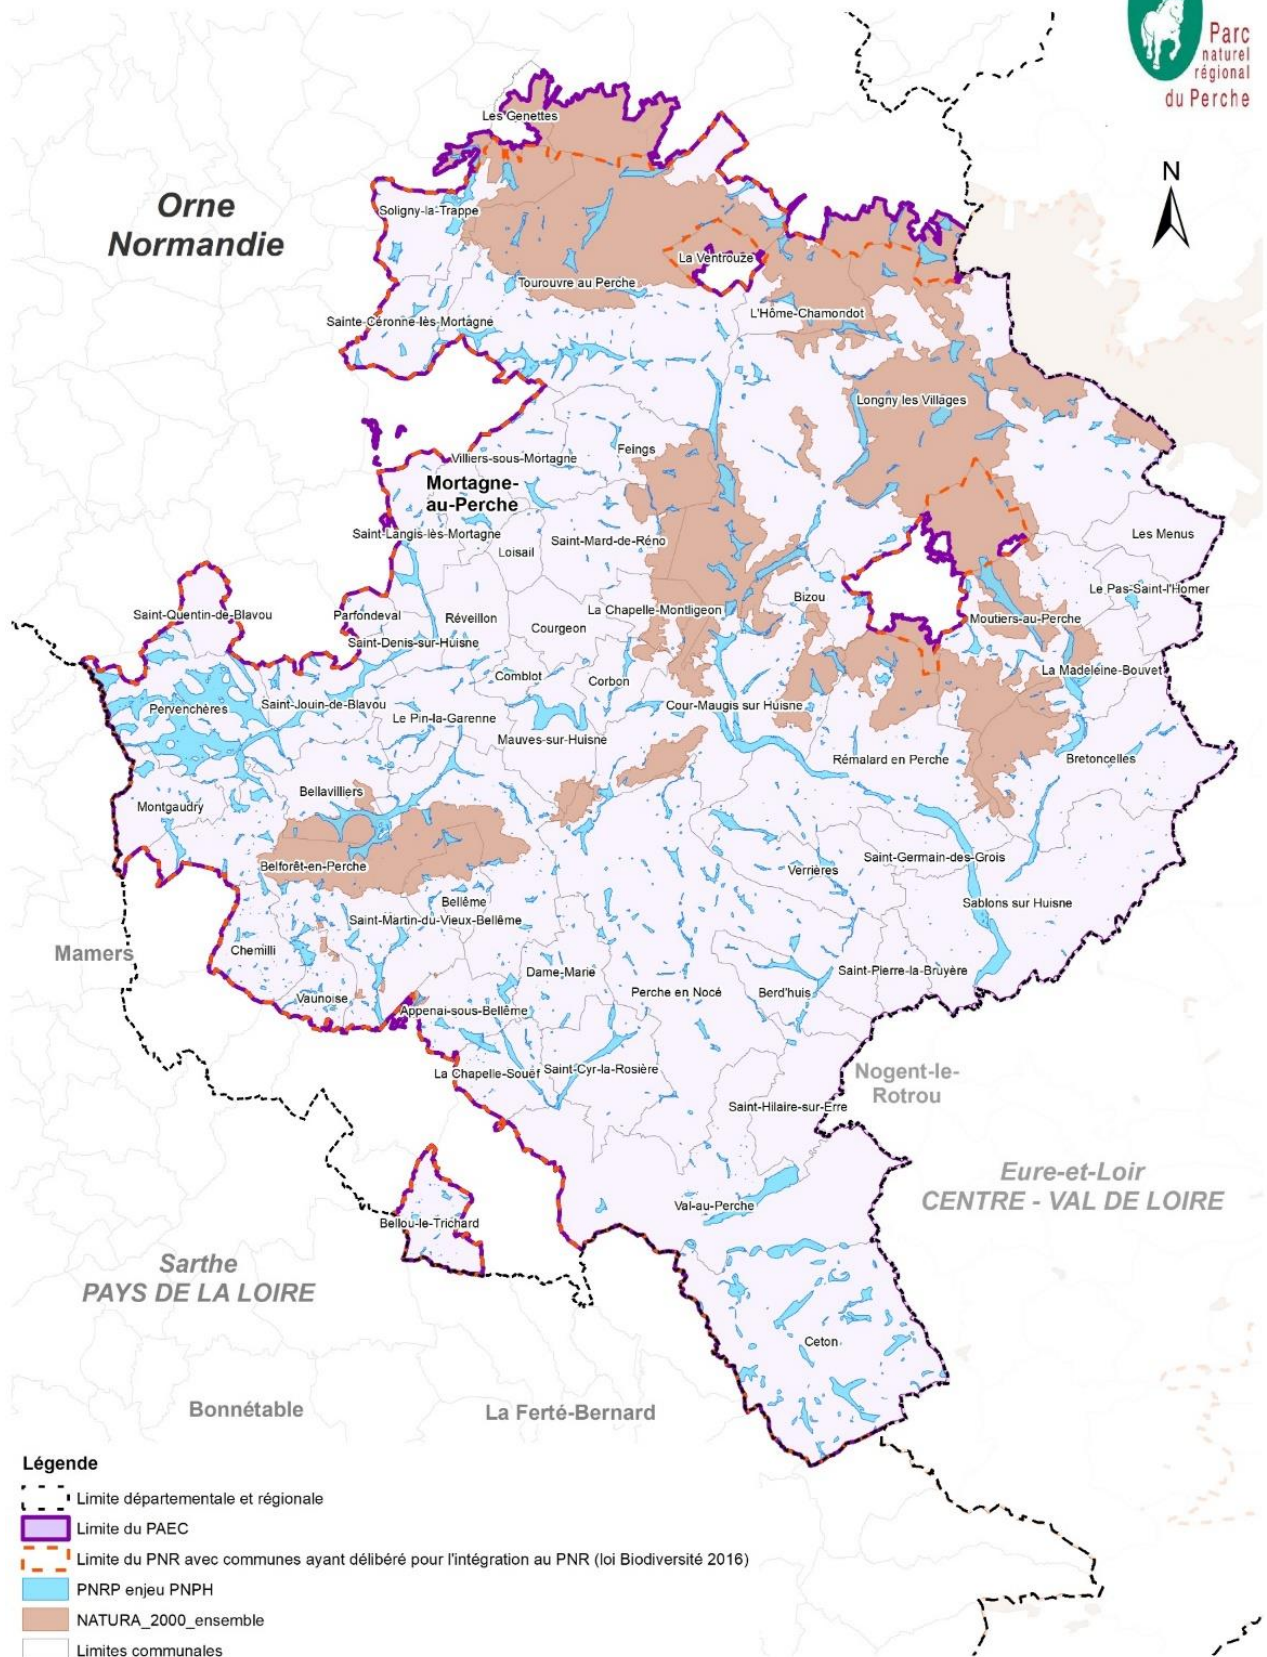 Parc
naturel
régional
du Perche
N
Orne
Normandie
Les Genettes
Soligny-la-Trappe
La Ventrouze
Tourouvre au Perche
L'Hôme-Chamondot
Sainte-Céronne-lès-Mortagne
Longny les Villages
Feings
Villiers-sous-Mortagne
Mortagne-
au-Perche
Saint-Langis-lès-Mortagne
Loisail
Saint-Mard-de-Réno
Les Menus
Le Pas-Saint-l'Homer
Saint-Quentin-de-Blavou
Parfondeval
Réveillon
La Chapelle-Montligeon
Bizou
Moutiers-au-Perche
Courgeon
Saint-Denis-sur-Huisne
La Madeleine-Bouvet
Comblot
Corbon
Pervenchères
Saint-Jouin-de-Blavou
Cour-Maugis sur Huisne
Le Pin-la-Garenne
Mauves-sur-Huisne
Rémalard en Perche
Bretoncelles
Bellavilliers
Montgaudry
Belforêt-en-Perche
Saint-Germain-des-Grois
Verrières
Bellême
Sablons sur Huisne
Saint-Martin-du-Vieux-Bellême
Mamers
Chemilli
Dame-Marie
Saint-Pierre-la-Bruyère
Vaunoise
Perche en Nocé
Berd'huis
Appenai-sous-Bellême
La Chapelle-Souëf
Saint-Cyr-la-Rosière
Nogent-le-
Rotrou
Saint-Hilaire-sur-Erre
Eure-et-Loir
CENTRE - VAL DE LOIRE
Val-au-Perche
Bellou-le-Trichard
Sarthe
PAYS DE LA LOIRE
Ceton
Bonnétable
La Ferté-Bernard
Légende
Limite départementale et régionale
Limite du PAEC
Limite du PNR avec communes ayant délibéré pour l'intégration au PNR (loi Biodiversité 2016)
PNRP enjeu PNPH
NATURA_2000_ensemble
Limites communales